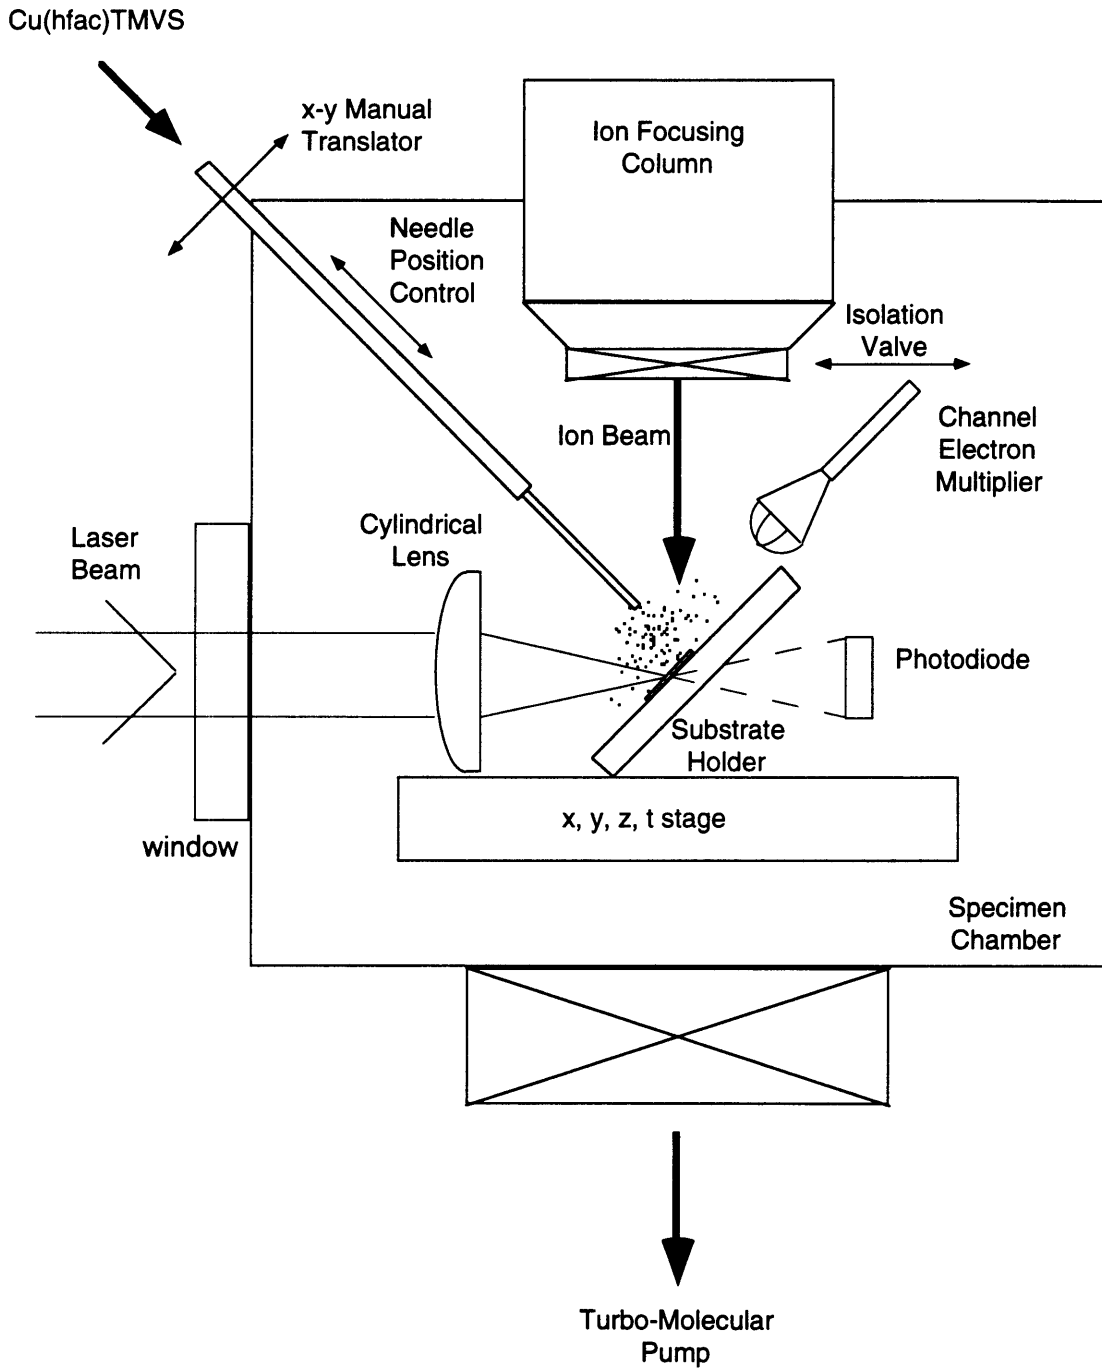 Cu(hfac)TMVS
x-y Manual
Translator
Ion Focusing
Column
Needle
Position
Control
Isolation
Valve
Ion Beam
Channel
Electron
Multiplier
Cylindrical
Lens
Laser
Beam
Photodiode
Substrate
Holder
x, y, z, t stage
window
Specimen
Chamber
Turbo-Molecular
Pump